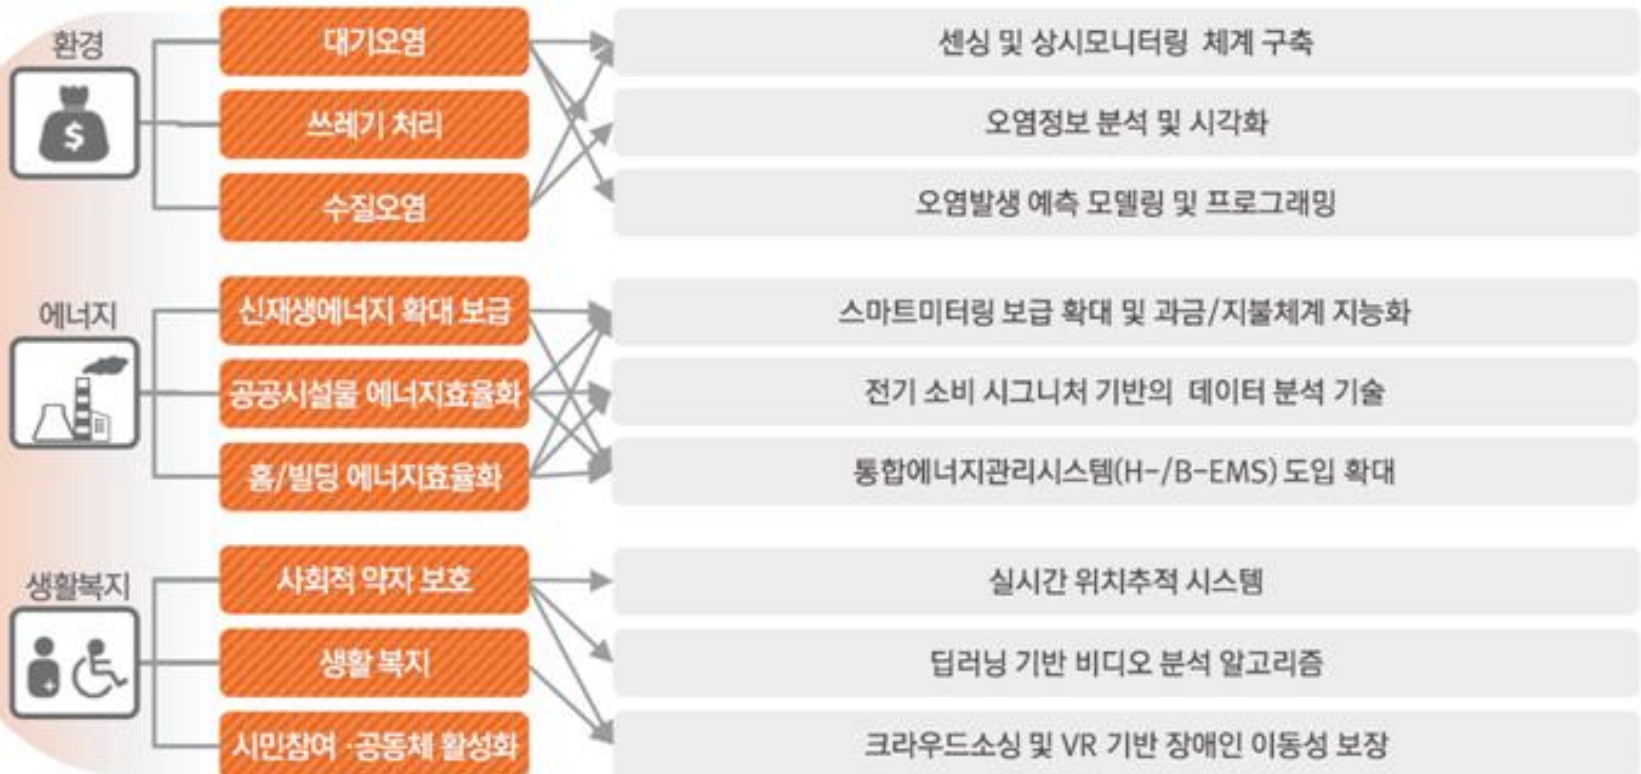 환경
$
대기오염
센싱 및 상시모니터링 체계 구축
쓰레기 처리
오염정보 분석 및 시각화
수질오염
오염발생 예측 모델링 및 프로그래밍
에너지
신재생에너지 확대 보급
스마트미터링 보급 확대 및 과금/지불체계 지능화
공공시설물 에너지효율화
전기 소비 시그니처 기반의 데이터 분석 기술
홈/빌딩 에너지효율화
통합에너지관리시스템(H-/B-EMS) 도입 확대
생활복지
사회적 약자 보호
실시간 위치추적 시스템
생활 복지
딥러닝 기반 비디오 분석 알고리즘
시민참여 ·공동체 활성화
크라우드소싱 및 VR 기반 장애인 이동성 보장